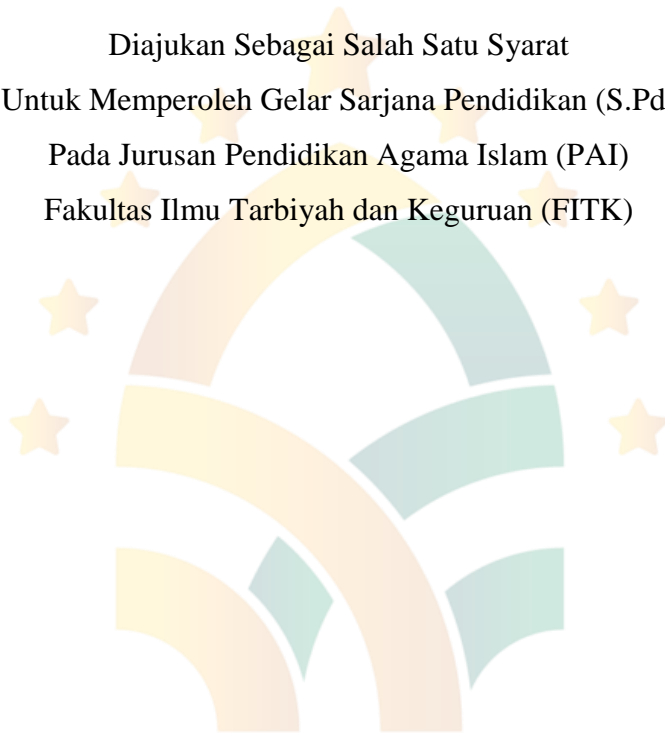 Diajukan Sebagai Salah Satu Syarat
Untuk Memperoleh Gelar Sarjana Pendidikan (S.Pd
Pada Jurusan Pendidikan Agama Islam (PAI)
Fakultas Ilmu Tarbiyah dan Keguruan (FITK)